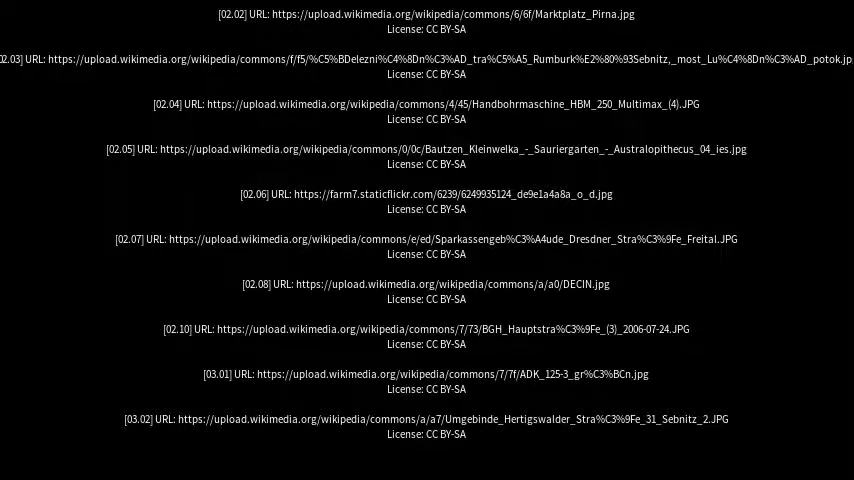 [02.02] URL: https://upload.wikimedia.org/wikipedia/commons/6/6f/Marktplatz_Pirna.jpg
License: CC BY-SA
02.03] URL: https://upload.wikimedia.org/wikipedia/commons/f/f5/%C5%BDelezni%C4%8Dn%C3%AD_tra%C5%A5_Rumburk%E2%80%93Sebnitz,_most_Lu%C4%8Dn%C3%AD_potok.jp
License: CC BY-SA
[02.04] URL: https://upload.wikimedia.org/wikipedia/commons/4/45/Handbohrmaschine_HBM_250_Multimax_(4).JPG
License: CC BY-SA
[02.05] URL: https://upload.wikimedia.org/wikipedia/commons/0/0c/Bautzen_Kleinwelka_-_Sauriergarten_-_Australopithecus_04_ies.jpg
License: CC BY-SA
[02.06] URL: https://farm7.staticflickr.com/6239/6249935124_de9e1a4a8a_o_d.jpg
License: CC BY-SA
[02.07] URL: https://upload.wikimedia.org/wikipedia/commons/e/ed/Sparkassengeb%C3%A4ude_Dresdner_Stra%C3%9Fe_Freital.JPG
License: CC BY-SA
[02.08] URL: https://upload.wikimedia.org/wikipedia/commons/a/a0/DECIN.jpg
License: CC BY-SA
[02.10] URL: https://upload.wikimedia.org/wikipedia/commons/7/73/BGH_Hauptstra%C3%9Fe_(3)_2006-07-24.JPG
License: CC BY-SA
[03.01] URL: https://upload.wikimedia.org/wikipedia/commons/7/7f/ADK_125-3_gr%C3%BCn.jpg
License: CC BY-SA
[03.02] URL: https://upload.wikimedia.org/wikipedia/commons/a/a7/Umgebinde_Hertigswalder_Stra%C3%9Fe_31_Sebnitz_2.JPG
License: CC BY-SA